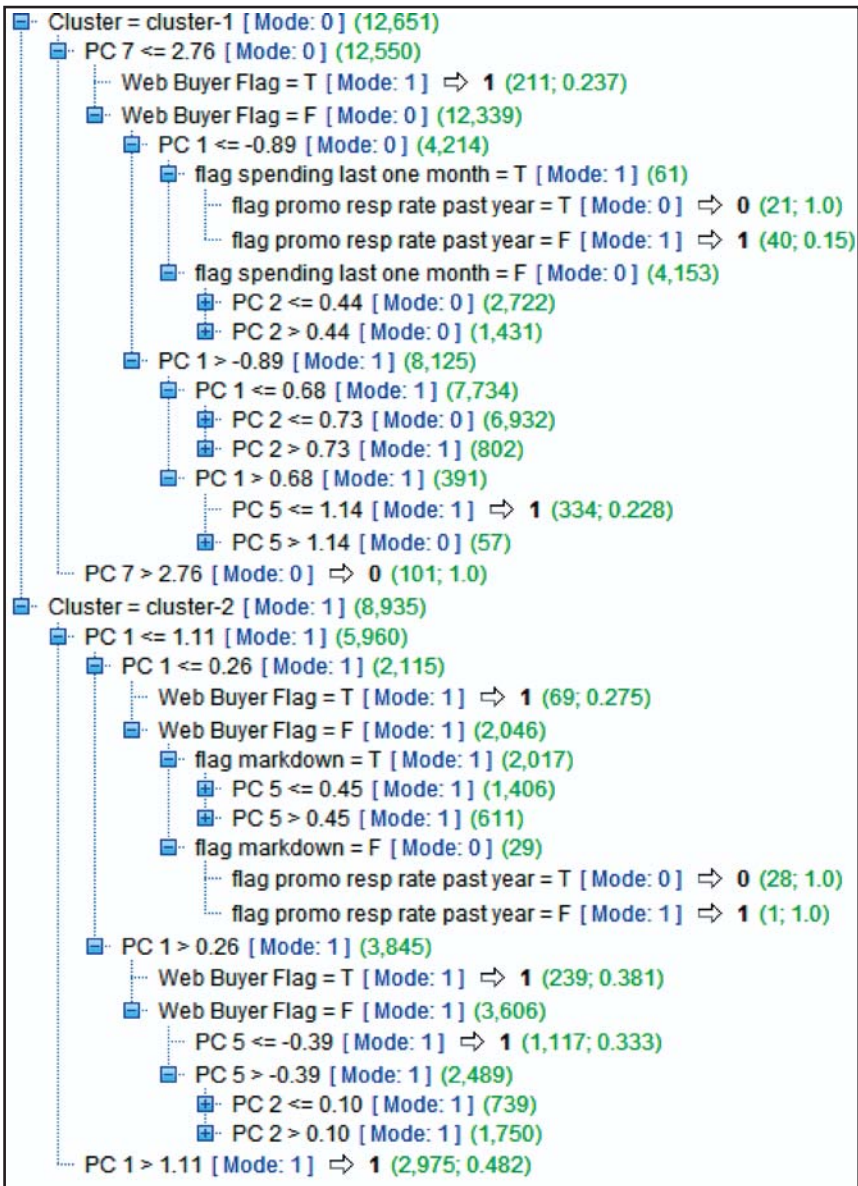 Cluster = cluster-1 [Mode: 0] (12,651)
PC 7 <= 2.76 [Mode: 0] (12,550)
Web Buyer Flag = T [Mode: 1] ⇨ 1 (211; 0.237)
Web Buyer Flag = F [Mode: 0] (12,339)
PC 1 <= -0.89 [Mode: 0] (4,214)
flag spending last one month = T [Mode: 1] (61)
flag promo resp rate past year = T [Mode: 0] ⇨ 0 (21; 1.0)
flag promo resp rate past year = F [Mode: 1] ⇨ 1 (40; 0.15)
flag spending last one month = F [Mode: 0] (4,153)
PC 2 <= 0.44 [Mode: 0] (2,722)
PC 2 > 0.44 [Mode: 0] (1,431)
PC 1 > -0.89 [Mode: 1] (8,125)
PC 1 <= 0.68 [Mode: 1] (7,734)
PC 2 <= 0.73 [Mode: 0] (6,932)
PC 2 > 0.73 [Mode: 1] (802)
PC 1 > 0.68 [Mode: 1] (391)
PC 5 <= 1.14 [Mode: 1] ⇨ 1 (334; 0.228)
PC 5 > 1.14 [Mode: 0] (57)
PC 7 > 2.76 [Mode: 0] ⇨ 0 (101; 1.0)
Cluster = cluster-2 [Mode: 1] (8,935)
PC 1 <= 1.11 [Mode: 1] (5,960)
PC 1 <= 0.26 [Mode: 1] (2,115)
Web Buyer Flag = T [Mode: 1] ⇨ 1 (69; 0.275)
Web Buyer Flag = F [Mode: 1] (2,046)
flag markdown = T [Mode: 1] (2,017)
PC 5 <= 0.45 [Mode: 1] (1,406)
PC 5 > 0.45 [Mode: 1] (611)
flag markdown = F [Mode: 0] (29)
flag promo resp rate past year = T [Mode: 0] ⇨ 0 (28; 1.0)
flag promo resp rate past year = F [Mode: 1] ⇨ 1 (1; 1.0)
PC 1 > 0.26 [Mode: 1] (3,845)
Web Buyer Flag = T [Mode: 1] ⇨ 1 (239; 0.381)
Web Buyer Flag = F [Mode: 1] (3,606)
PC 5 <= -0.39 [Mode: 1] ⇨ 1 (1,117; 0.333)
PC 5 > -0.39 [Mode: 1] (2,489)
PC 2 <= 0.10 [Mode: 1] (739)
PC 2 > 0.10 [Mode: 1] (1,750)
PC 1 > 1.11 [Mode: 1] ⇨ 1 (2,975; 0.482)